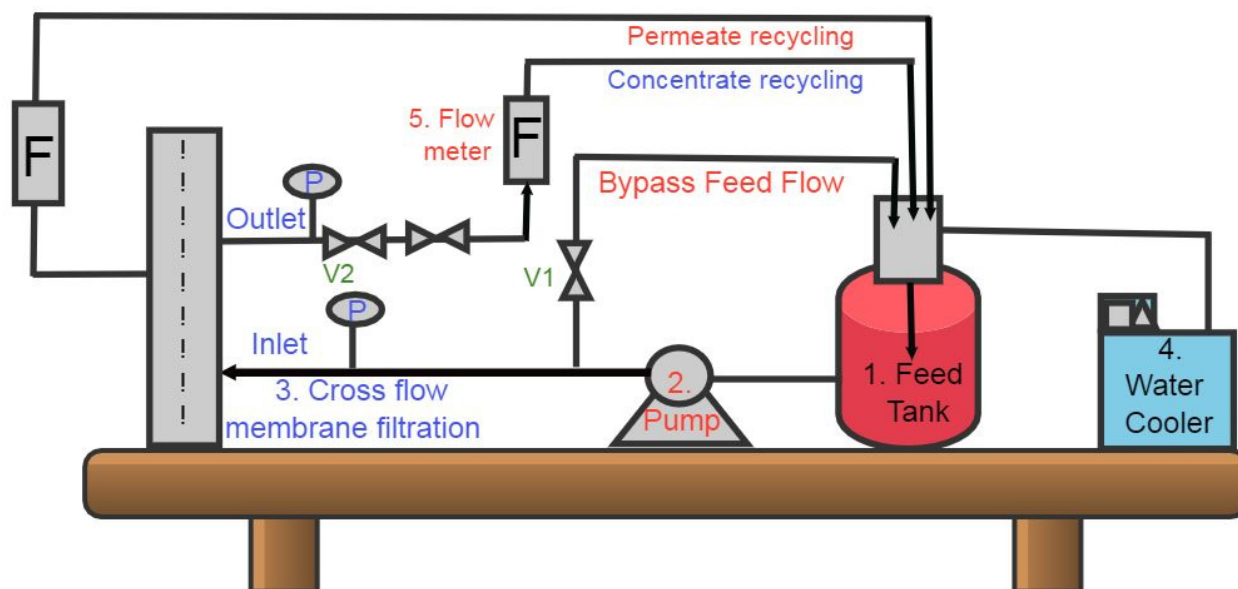 Permeate recycling
Concentrate recycling
F
5. Flow
meter
F
P
Bypass Feed Flow
Outlet
V2
V1
P
Inlet
3. Cross flow
membrane filtration
2.
Pump
1. Feed
Tank
4.
Water
Cooler